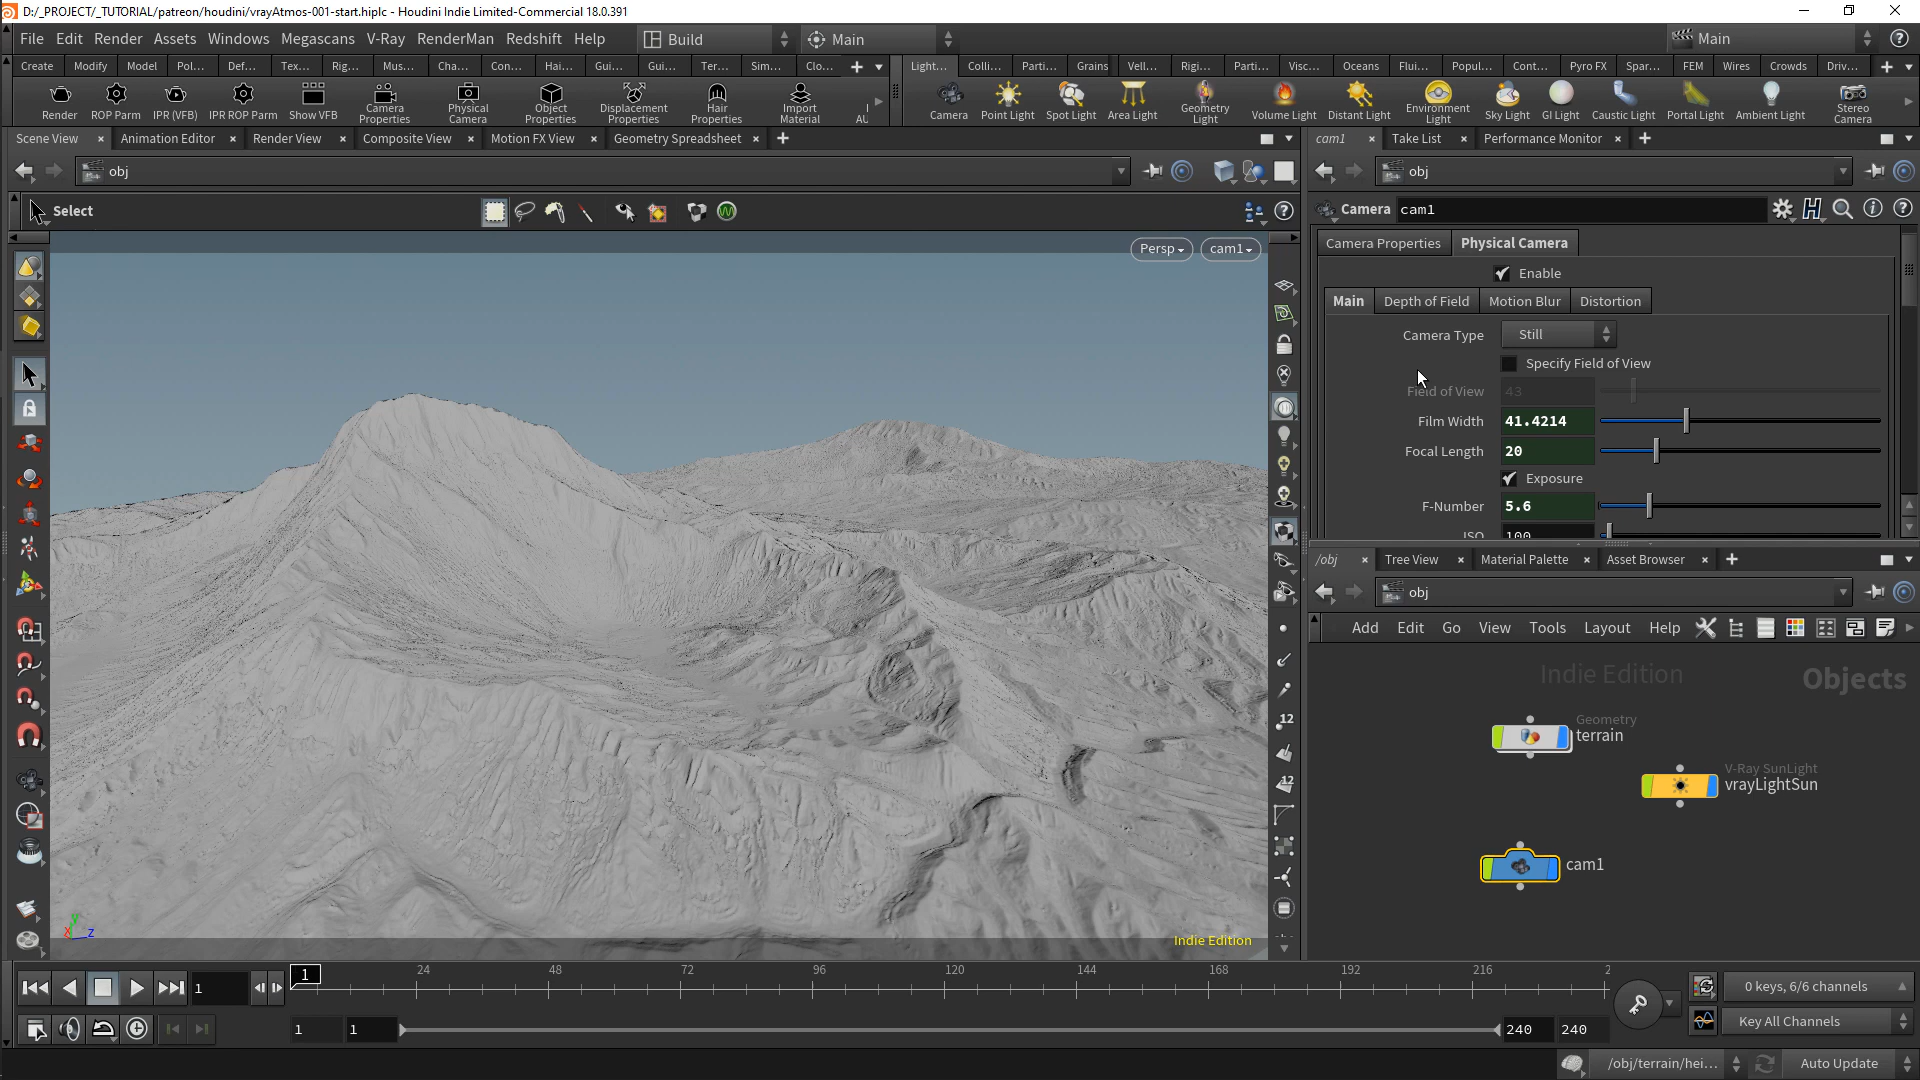 D:/_PROJECT/_TUTORIAL/patreon/houdini/vrayAtmos-001-start.hiplc - Houdini Indie Limited-Commercial 18.0.391
File Edit Render Assets Windows Megascans V-Ray RenderMan Redshift Help Build Main Main
Create Modify Model Pol... Def... Tex... Rig... Mus... Cha... Con... Hai... Gui... Gui... Ter... Sim... Clo... Light... Colli... Parti... Grains Vell... Rigi... Parti... Visc... Oceans Flui... Popul... Cont... Pyro FX Spar... FEM Wires Crowds Driv...
Render ROP Parm IPR (VFB) IPR ROP Parm Show VFB Camera Properties Physical Camera Object Properties Displacement Properties Hair Properties Import Material AU
Camera Point Light Spot Light Area Light Geometry Light Volume Light Distant Light Environment Light Sky Light GI Light Caustic Light Portal Light Ambient Light Stereo Camera
Scene View Animation Editor Render View Composite View Motion FX View Geometry Spreadsheet cam1 Take List Performance Monitor
obj obj
Select
Camera cam1
Persp cam1
Camera Properties Physical Camera
Enable
Main Depth of Field Motion Blur Distortion
Camera Type Still
Specify Field of View
Field of View 43
Film Width 41.4214
Focal Length 20
Exposure
F-Number 5.6
ISO 100
/obj Tree View Material Palette Asset Browser
obj
Add Edit Go View Tools Layout Help
Indie Edition Objects
Geometry
terrain
V-Ray SunLight
vrayLightSun
cam1
12
12
y
x z
Indie Edition
1 24 48 72 96 120 144 168 192 216 2
1
0 keys, 6/6 channels
1 1 240 240
Key All Channels
/obj/terrain/hei... Auto Update